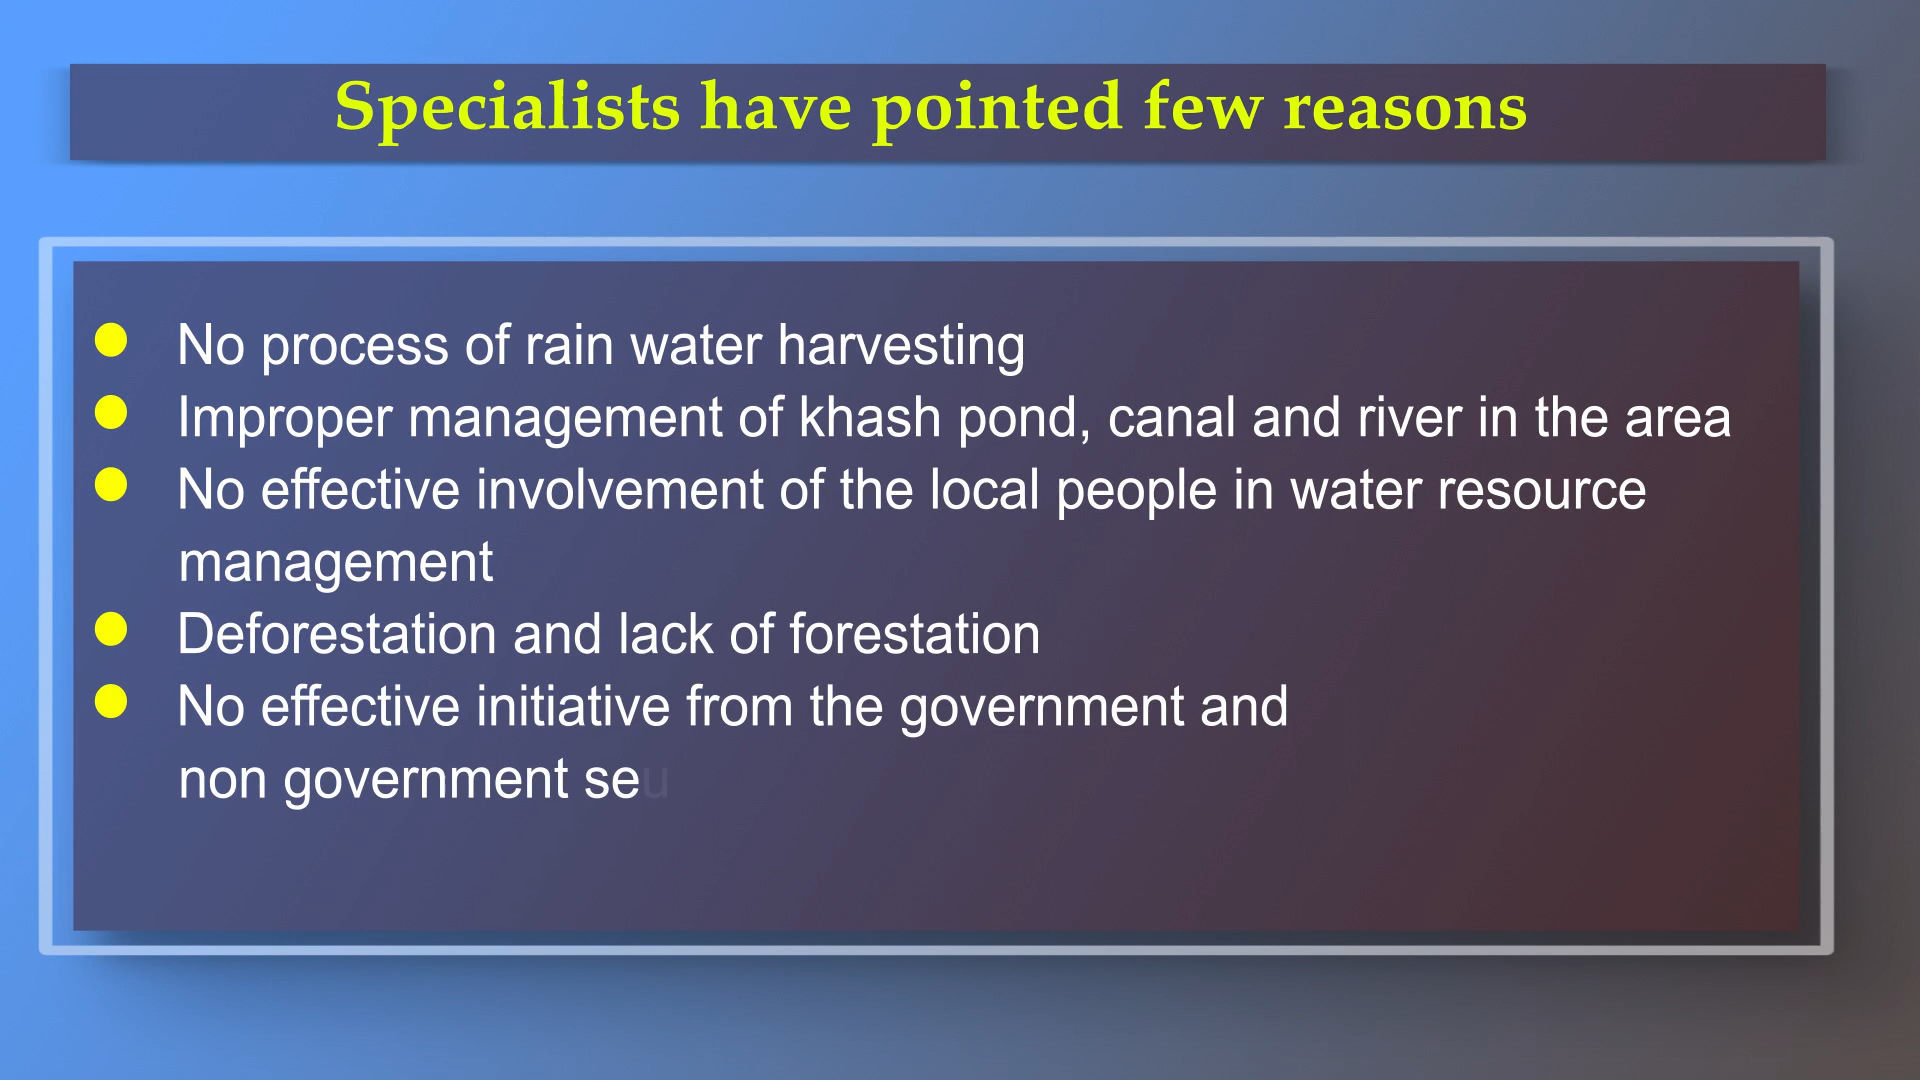 Specialists have pointed few reasons
No process of rain water harvesting
Improper management of khash pond, canal and river in the area
No effective involvement of the local people in water resource
management
Deforestation and lack of forestation
No effective initiative from the government and
non government seu